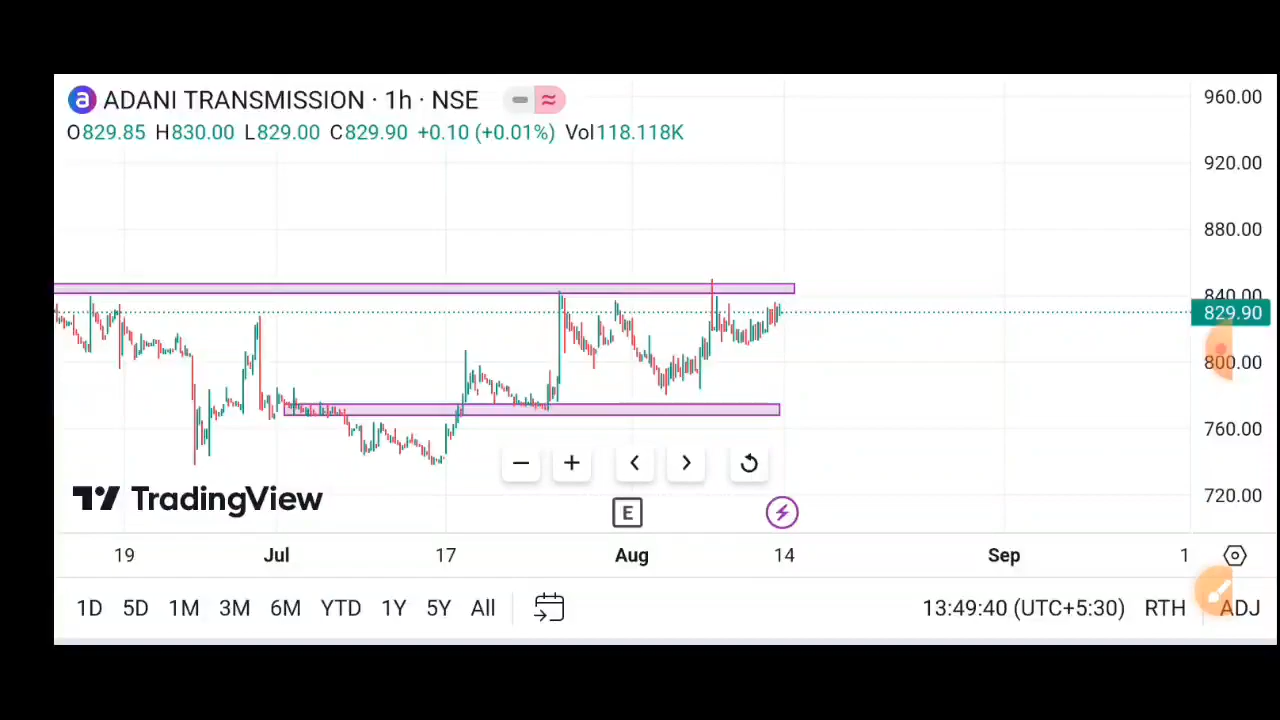 ADANI TRANSMISSION · 1h · NSE
O829.85 H830.00 L829.00 C829.90 +0.10 (+0.01%) Vol118.118K
960.00
920.00
880.00
840.00
829.90
800.00
760.00
720.00
TradingView
E
19 Jul 17 Aug 14 Sep 1
1D 5D 1M 3M 6M YTD 1Y 5Y All 13:49:40 (UTC+5:30) RTH ADJ